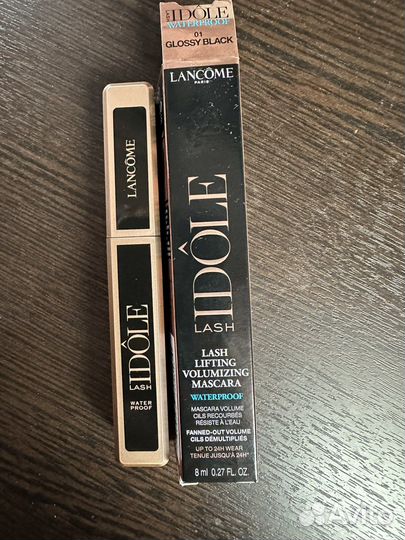 LASH
IDÔLE
WATERPROOF
01
GLOSSY BLACK
LANCÔME
PARIS
LASH IDÔLE
LASH
LIFTING
VOLUMIZING
MASCARA
WATERPROOF
MASCARA VOLUME
CILS RECOURBÉS
RÉSISTE À L'EAU
FANNED-OUT VOLUME
CILS DÉMULTIPLIÉS
UP TO 24H WEAR
TENUE JUSQU'À 24H*
8 ml 0.27 FL. OZ.
LANCÔME
LASH IDÔLE
WATER
PROOF
Avito